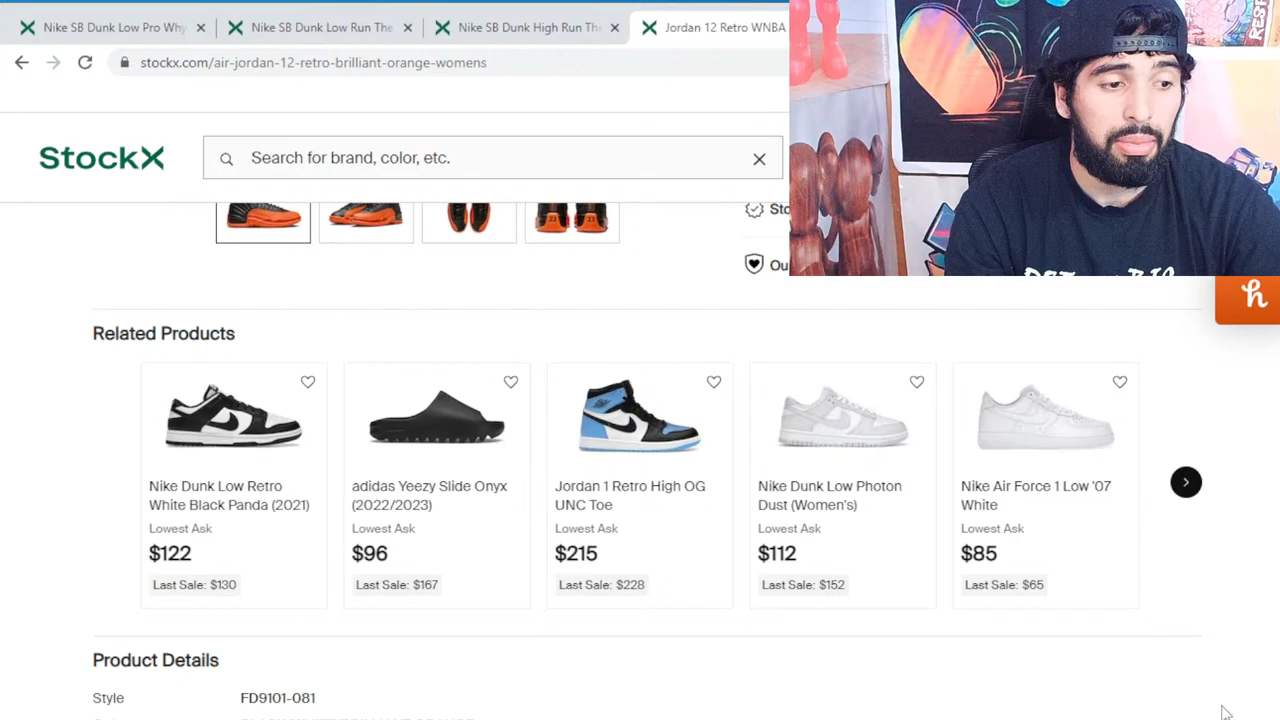 Nike SB Dunk Low Pro Why
Nike SB Dunk Low Run The
Nike SB Dunk High Run The
Jordan 12 Retro WNBA
stockx.com/air-jordan-12-retro-brilliant-orange-womens
StockX
Search for brand, color, etc.
Sto
Ou
h
Related Products
Nike Dunk Low Retro
White Black Panda (2021)
Lowest Ask
$122
Last Sale: $130
adidas Yeezy Slide Onyx
(2022/2023)
Lowest Ask
$96
Last Sale: $167
Jordan 1 Retro High OG
UNC Toe
Lowest Ask
$215
Last Sale: $228
Nike Dunk Low Photon
Dust (Women's)
Lowest Ask
$112
Last Sale: $152
Nike Air Force 1 Low '07
White
Lowest Ask
$85
Last Sale: $65
Product Details
Style FD9101-081